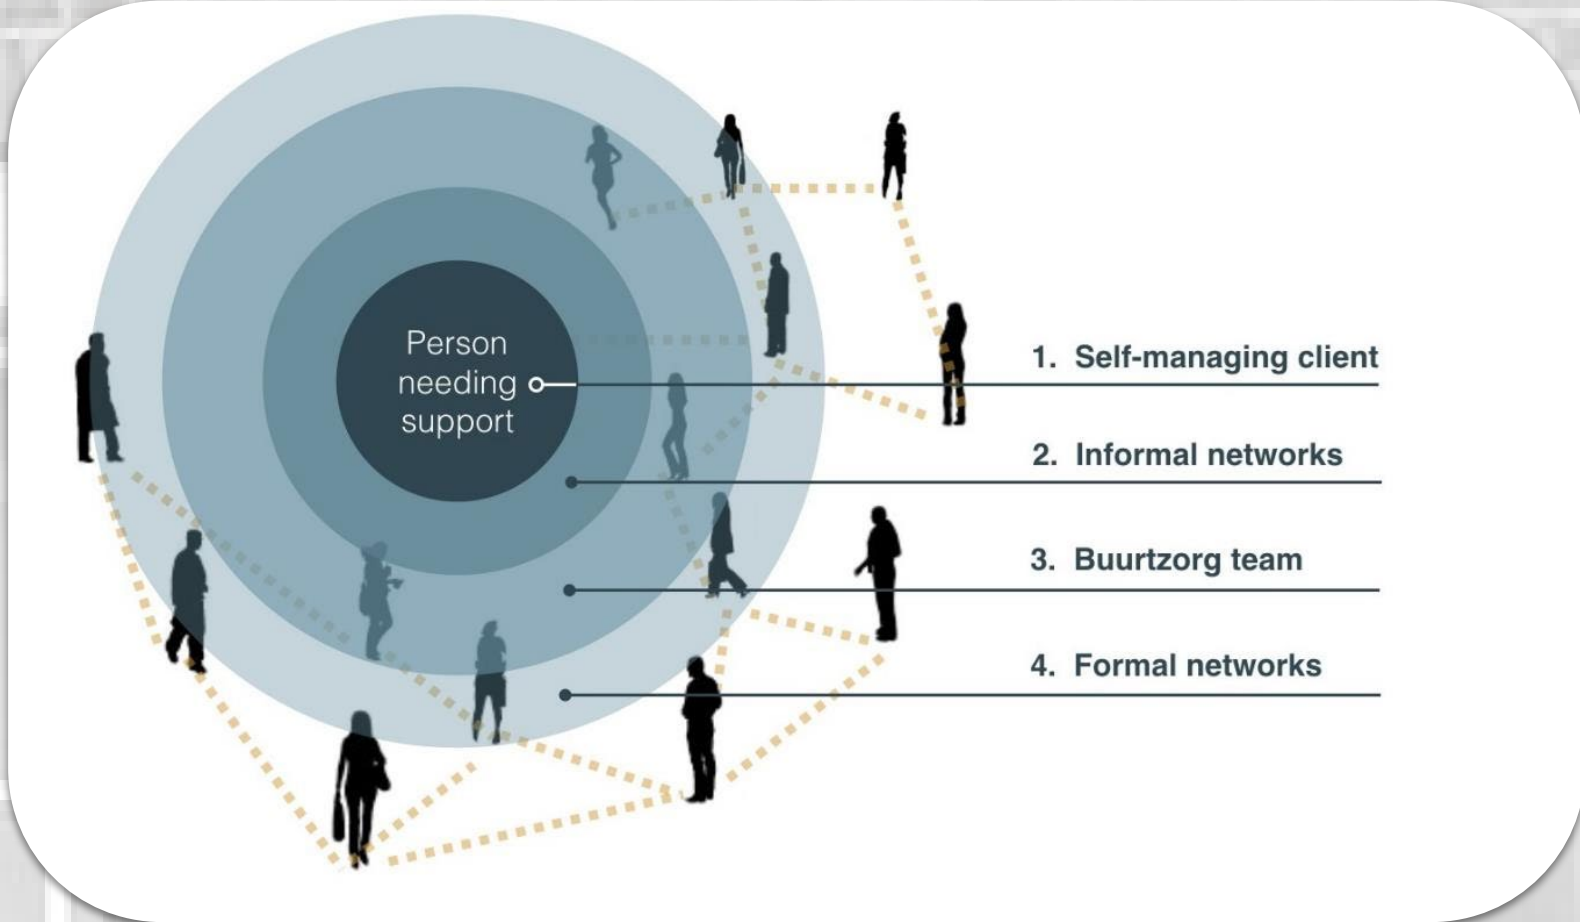 Person
needing
support
1. Self-managing client
2. Informal networks
3. Buurtzorg team
4. Formal networks